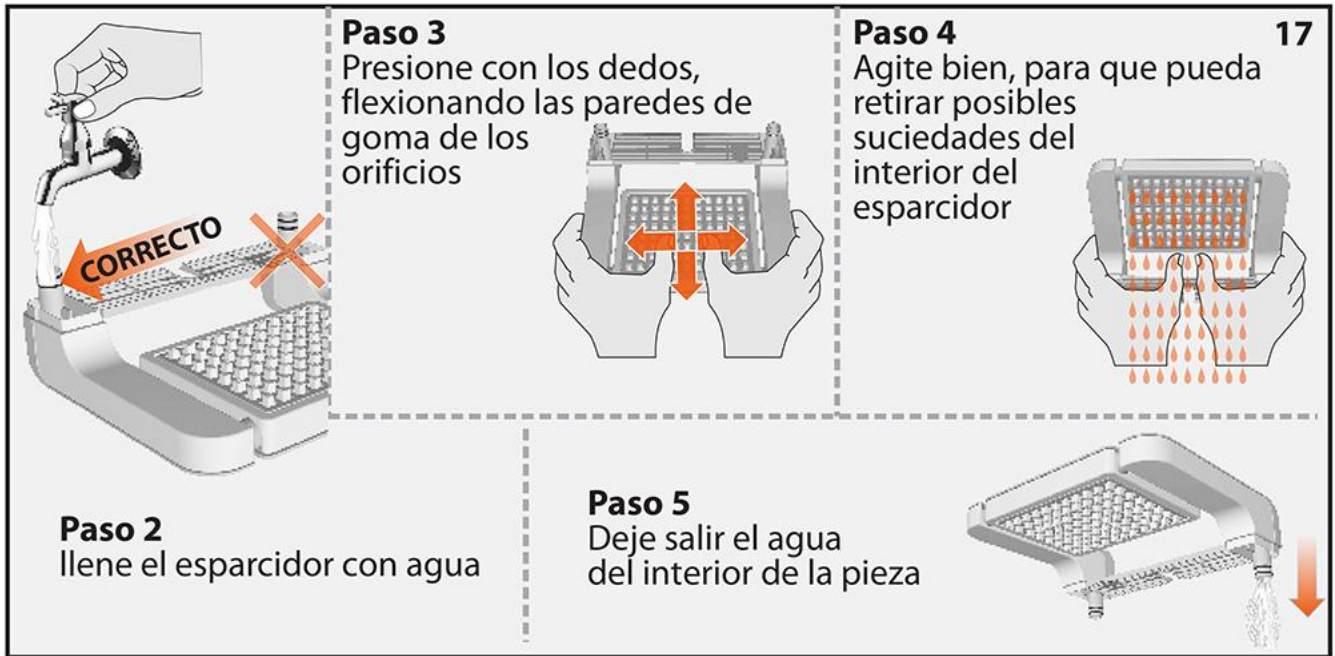 CORRECTO
Paso 2
llene el esparcidor con agua
Paso 3
Presione con los dedos,
flexionando las paredes de
goma de los
orificios
Paso 4
17
Agite bien, para que pueda
retirar posibles
suciedades del
interior del
esparcidor
Paso 5
Deje salir el agua
del interior de la pieza